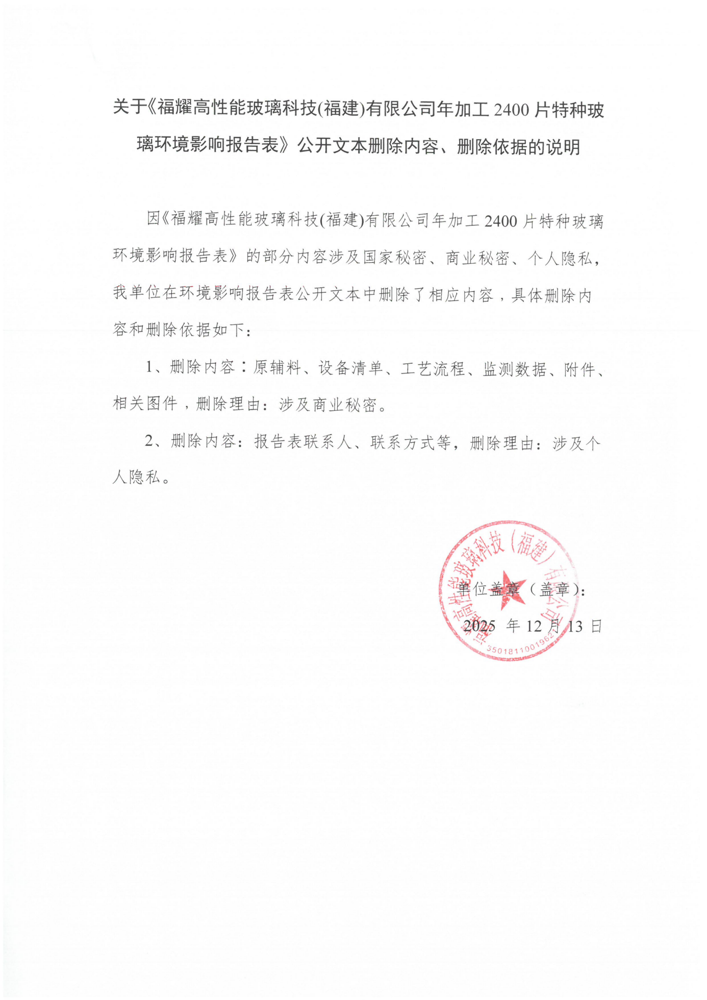 关于《福耀高性能玻璃科技(福建)有限公司年加工 2400 片特种玻
璃环境影响报告表》公开文本删除内容、删除依据的说明
因《福耀高性能玻璃科技(福建)有限公司年加工 2400 片特种玻璃
环境影响报告表》的部分内容涉及国家秘密、商业秘密、个人隐私，
我单位在环境影响报告表公开文本中删除了相应内容，具体删除内
容和删除依据如下：
1、删除内容：原辅料、设备清单、工艺流程、监测数据、附件、
相关图件，删除理由：涉及商业秘密。
2、删除内容：报告表联系人、联系方式等，删除理由：涉及个
人隐私。
福耀高性能玻璃科技（福建）有限公司
单位盖章（盖章）：
2025 年 12 月 13 日
35018110019621